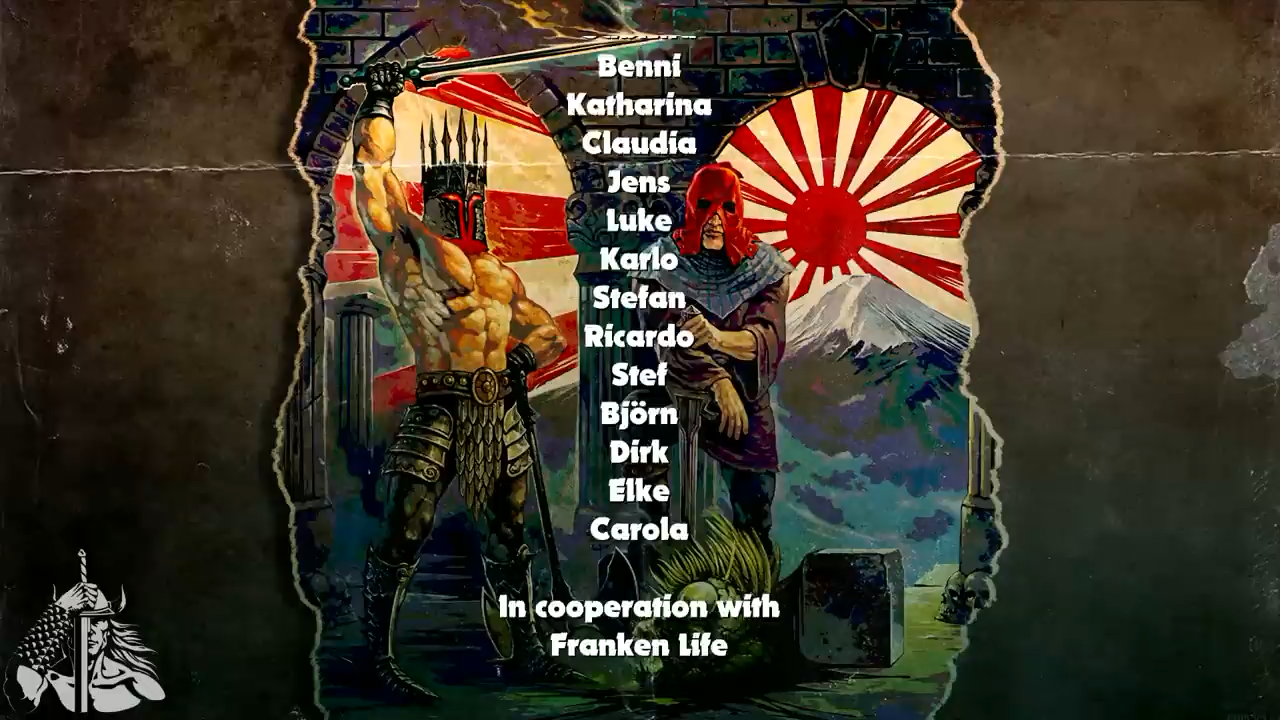 Benni
Katharina
Claudia
Jens
Luke
Karlo
Stefan
Ricardo
Stef
Björn
Dirk
Elke
Carola
In cooperation with
Franken Life